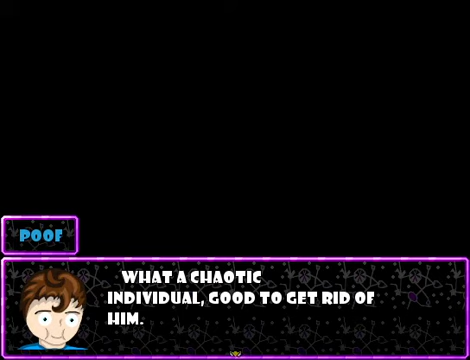 POOF
WHAT A CHAOTIC
INDIVIDUAL, GOOD TO GET RID OF
HIM.